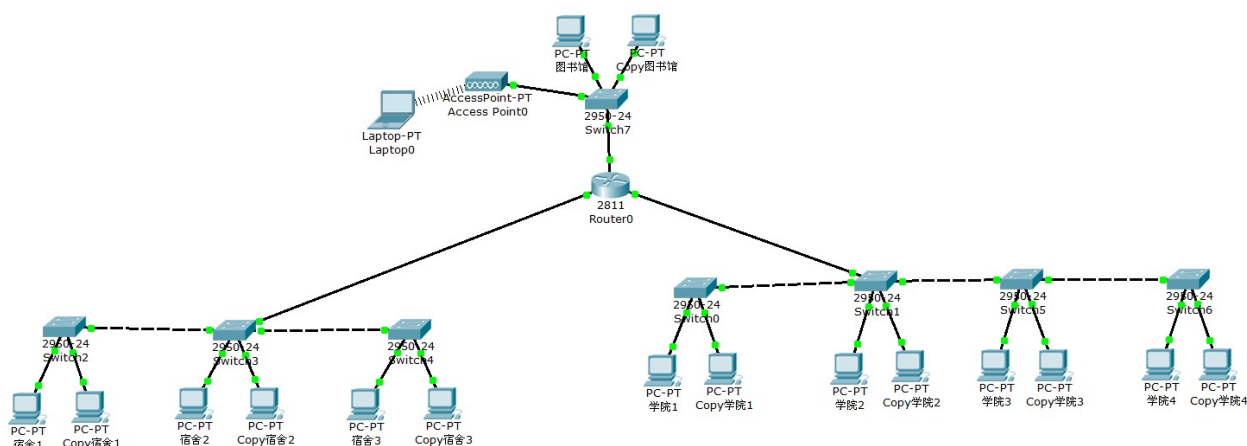 PC-PT
图书馆
PC-PT
Copy图书馆
AccessPoint-PT
Access Point0
2950-24
Switch7
Laptop-PT
Laptop0
2811
Router0
2950-24
Switch0
2950-24
Switch1
2950-24
Switch5
2950-24
Switch6
2950-24
Switch2
2950-24
Switch3
2950-24
Switch4
PC-PT
学院1
PC-PT
Copy学院1
PC-PT
学院2
PC-PT
Copy学院2
PC-PT
学院3
PC-PT
Copy学院3
PC-PT
学院4
PC-PT
Copy学院4
PC-PT
宿舍1
PC-PT
Copy宿舍1
PC-PT
宿舍2
PC-PT
Copy宿舍2
PC-PT
宿舍3
PC-PT
Copy宿舍3